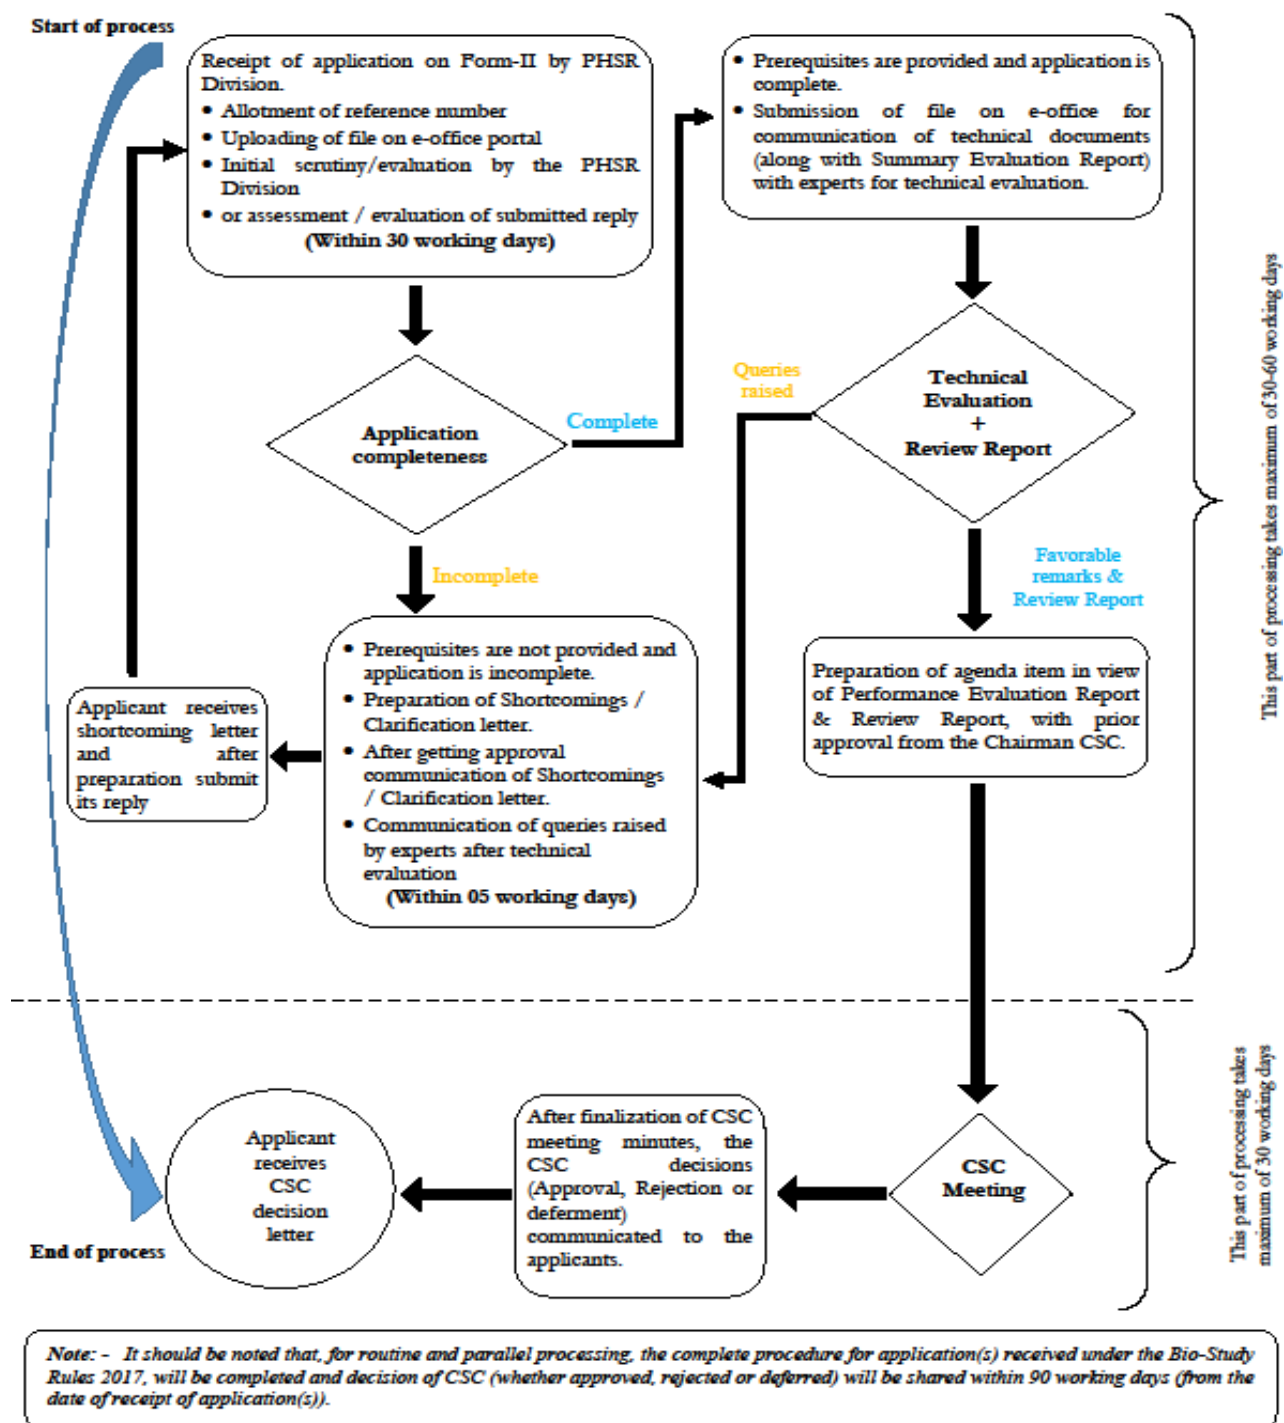 Start of process
Receipt of application on Form-II by PHSR
Division.
• Allotment of reference number
• Uploading of file on e-office portal
• Initial scrutiny/evaluation by the PHSR
Division
• or assessment / evaluation of submitted reply
(Within 30 working days)
• Prerequisites are provided and application is
complete.
• Submission of file on e-office for
communication of technical documents
(along with Summary Evaluation Report)
with experts for technical evaluation.
Application
completeness
Complete
Incomplete
Queries
raised
Technical
Evaluation
+
Review Report
Favorable
remarks &
Review Report
Applicant receives
shortcoming letter
and after
preparation submit
its reply
• Prerequisites are not provided and
application is incomplete.
• Preparation of Shortcomings /
Clarification letter.
• After getting approval
communication of Shortcomings
/ Clarification letter.
• Communication of queries raised
by experts after technical
evaluation
(Within 05 working days)
Preparation of agenda item in view
of Performance Evaluation Report
& Review Report, with prior
approval from the Chairman CSC.
This part of processing takes maximum of 30-60 working days
CSC
Meeting
After finalization of CSC
meeting minutes, the
CSC decisions
(Approval, Rejection or
deferment)
communicated to the
applicants.
Applicant
receives
CSC
decision
letter
End of process
This part of processing takes
maximum of 30 working days
Note: - It should be noted that, for routine and parallel processing, the complete procedure for application(s) received under the Bio-Study
Rules 2017, will be completed and decision of CSC (whether approved, rejected or deferred) will be shared within 90 working days (from the
date of receipt of application(s)).